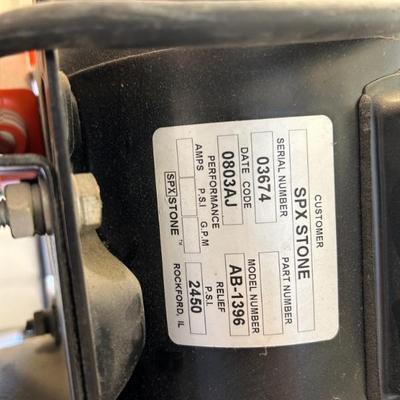 CUSTOMER
SPX STONE
SERIAL NUMBER PART NUMBER
03674
DATE CODE MODEL NUMBER
0803AJ AB-1396
PERFORMANCE RELIEF
AMPS P.S.I G.P.M P.S.I.
2450
SPX STONE ™ ROCKFORD, IL